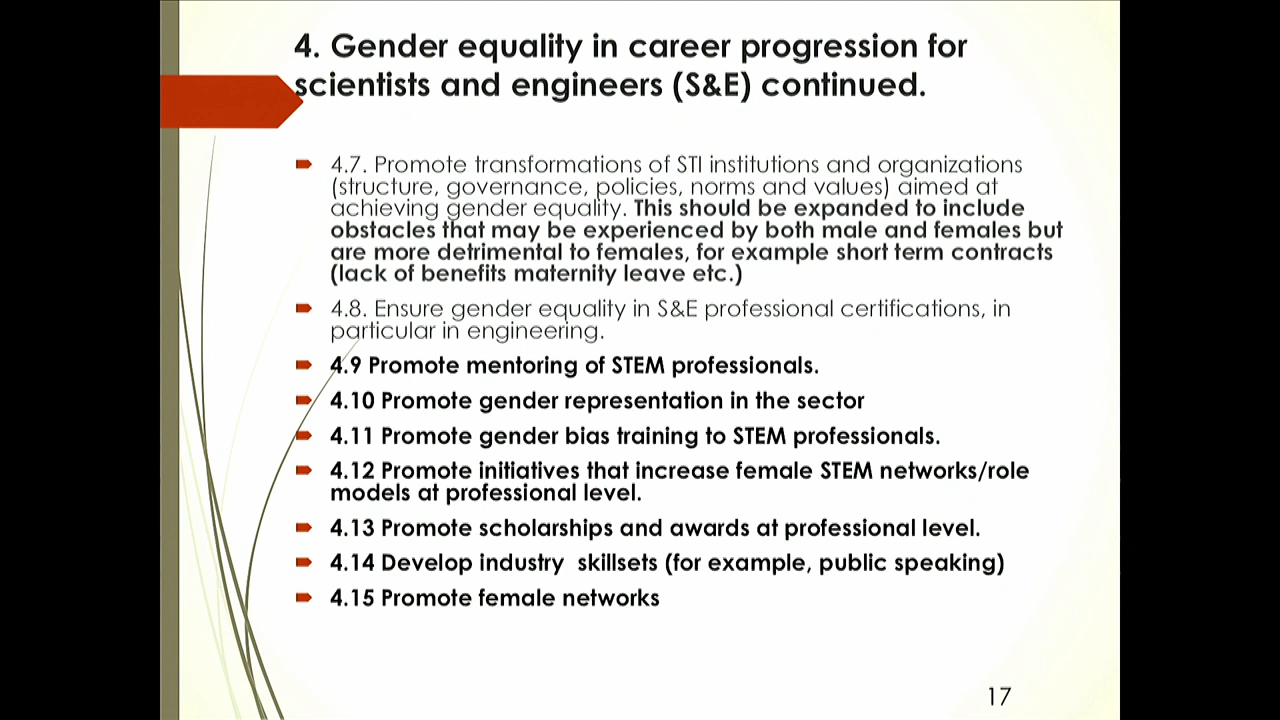 4. Gender equality in career progression for
scientists and engineers (S&E) continued.
4.7. Promote transformations of STI institutions and organizations
(structure, governance, policies, norms and values) aimed at
achieving gender equality. This should be expanded to include
obstacles that may be experienced by both male and females but
are more detrimental to females, for example short term contracts
(lack of benefits maternity leave etc.)
4.8. Ensure gender equality in S&E professional certifications, in
particular in engineering.
4.9 Promote mentoring of STEM professionals.
4.10 Promote gender representation in the sector
4.11 Promote gender bias training to STEM professionals.
4.12 Promote initiatives that increase female STEM networks/role
models at professional level.
4.13 Promote scholarships and awards at professional level.
4.14 Develop industry  skillsets (for example, public speaking)
4.15 Promote female networks
17